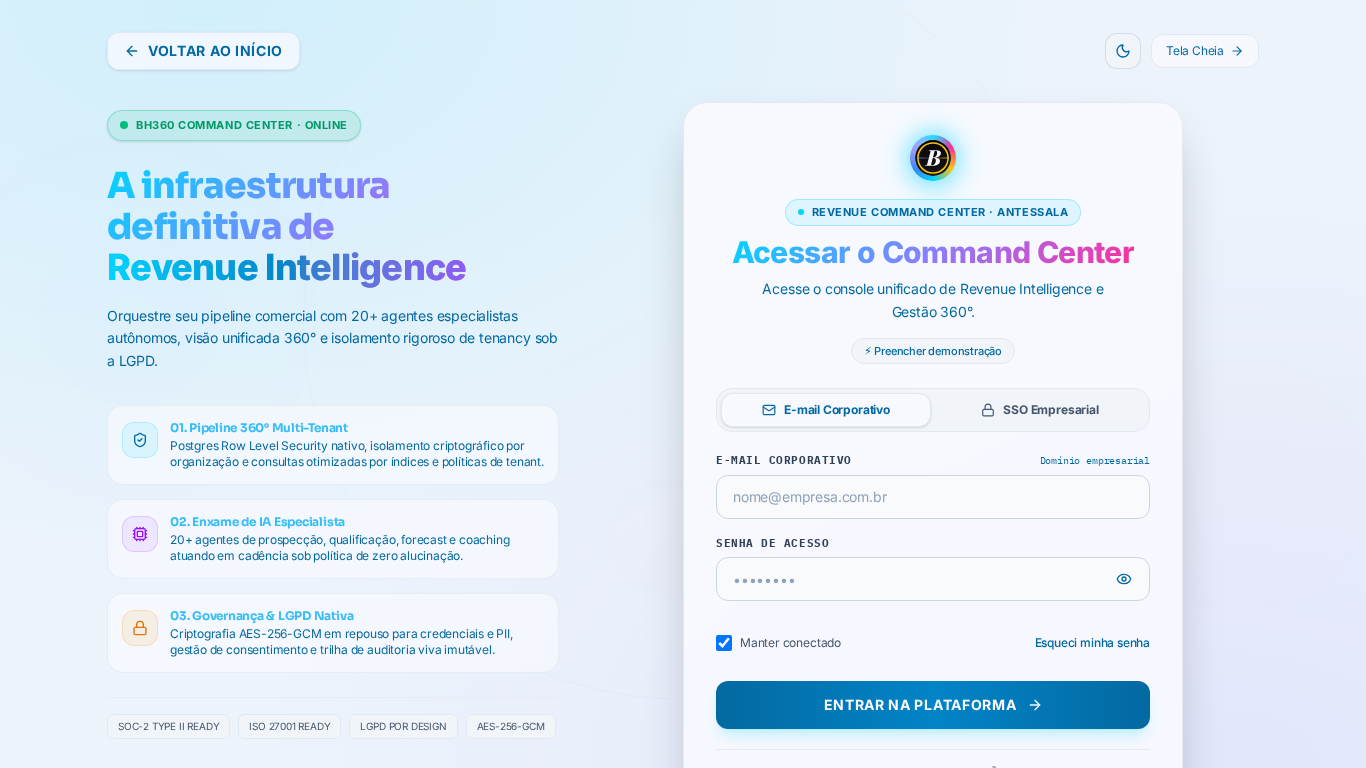 VOLTAR AO INÍCIO
Tela Cheia
BH360 COMMAND CENTER · ONLINE
A infraestrutura
definitiva de
Revenue Intelligence
Orquestre seu pipeline comercial com 20+ agentes especialistas
autônomos, visão unificada 360° e isolamento rigoroso de tenancy sob
a LGPD.
01. Pipeline 360º Multi-Tenant
Postgres Row Level Security nativo, isolamento criptográfico por
organização e consultas otimizadas por índices e políticas de tenant.
02. Enxame de IA Especialista
20+ agentes de prospecção, qualificação, forecast e coaching
atuando em cadência sob política de zero alucinação.
03. Governança & LGPD Nativa
Criptografia AES-256-GCM em repouso para credenciais e PII,
gestão de consentimento e trilha de auditoria viva imutável.
SOC-2 TYPE II READY
ISO 27001 READY
LGPD POR DESIGN
AES-256-GCM
B
REVENUE COMMAND CENTER · ANTESSALA
Acessar o Command Center
Acesse o console unificado de Revenue Intelligence e
Gestão 360°.
⚡ Preencher demonstração
E-mail Corporativo
SSO Empresarial
E-MAIL CORPORATIVO
Domínio empresarial
nome@empresa.com.br
SENHA DE ACESSO
••••••••
Manter conectado
Esqueci minha senha
ENTRAR NA PLATAFORMA